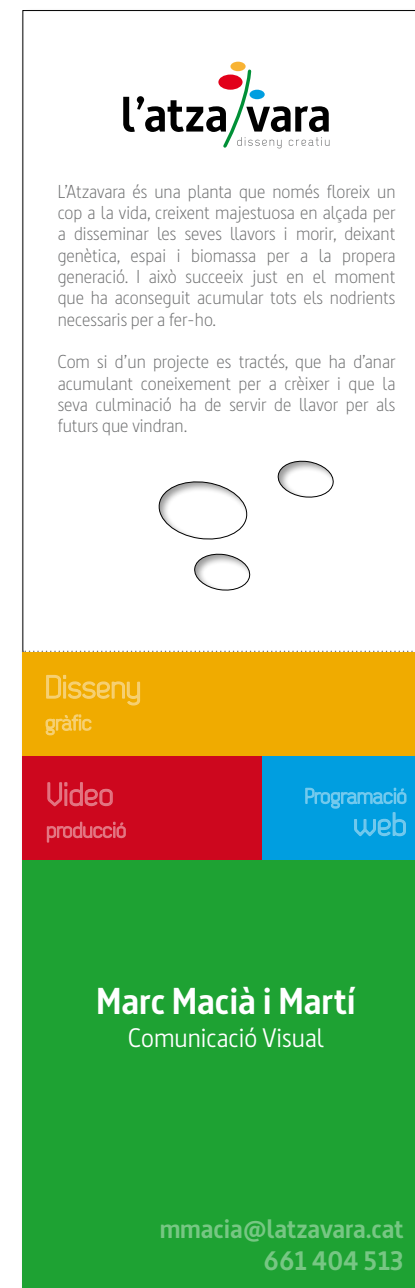 l'atzavara
disseny creatiu
L'Atzavara és una planta que només floreix un
cop a la vida, creixent majestuosa en alçada per
a disseminar les seves llavors i morir, deixant
genètica, espai i biomassa per a la propera
generació. I això succeeix just en el moment
que ha aconseguit acumular tots els nodrients
necessaris per a fer-ho.
Com si d'un projecte es tractés, que ha d'anar
acumulant coneixement per a crèixer i que la
seva culminació ha de servir de llavor per als
futurs que vindran.
Disseny
gràfic
Video
producció
Programació
web
Marc Macià i Martí
Comunicació Visual
mmacia@latzavara.cat
661 404 513